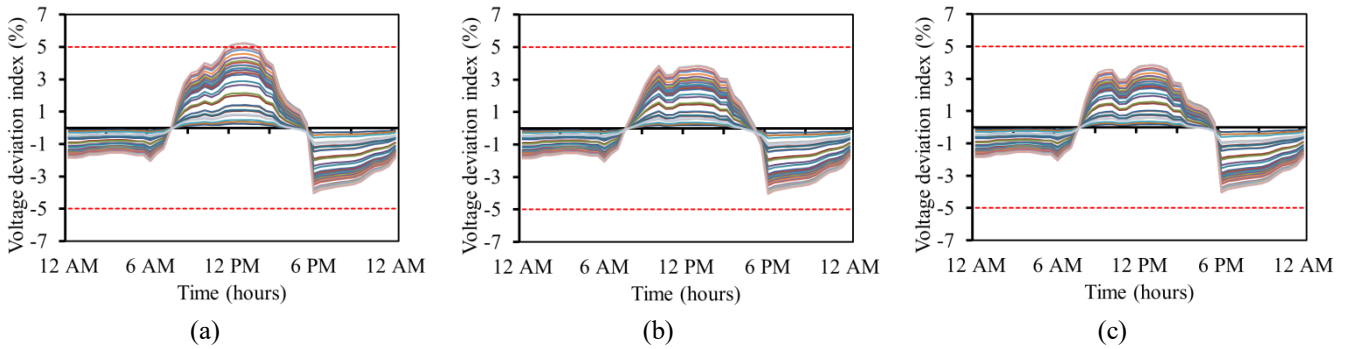 Voltage deviation index (%)
7
5
3
1
-1
-3
-5
-7
12 AM 6 AM 12 PM 6 PM 12 AM
Time (hours)
(a)
Voltage deviation index (%)
7
5
3
1
-1
-3
-5
-7
12 AM 6 AM 12 PM 6 PM 12 AM
Time (hours)
(b)
Voltage deviation index (%)
7
5
3
1
-1
-3
-5
-7
12 AM 6 AM 12 PM 6 PM 12 AM
Time (hours)
(c)